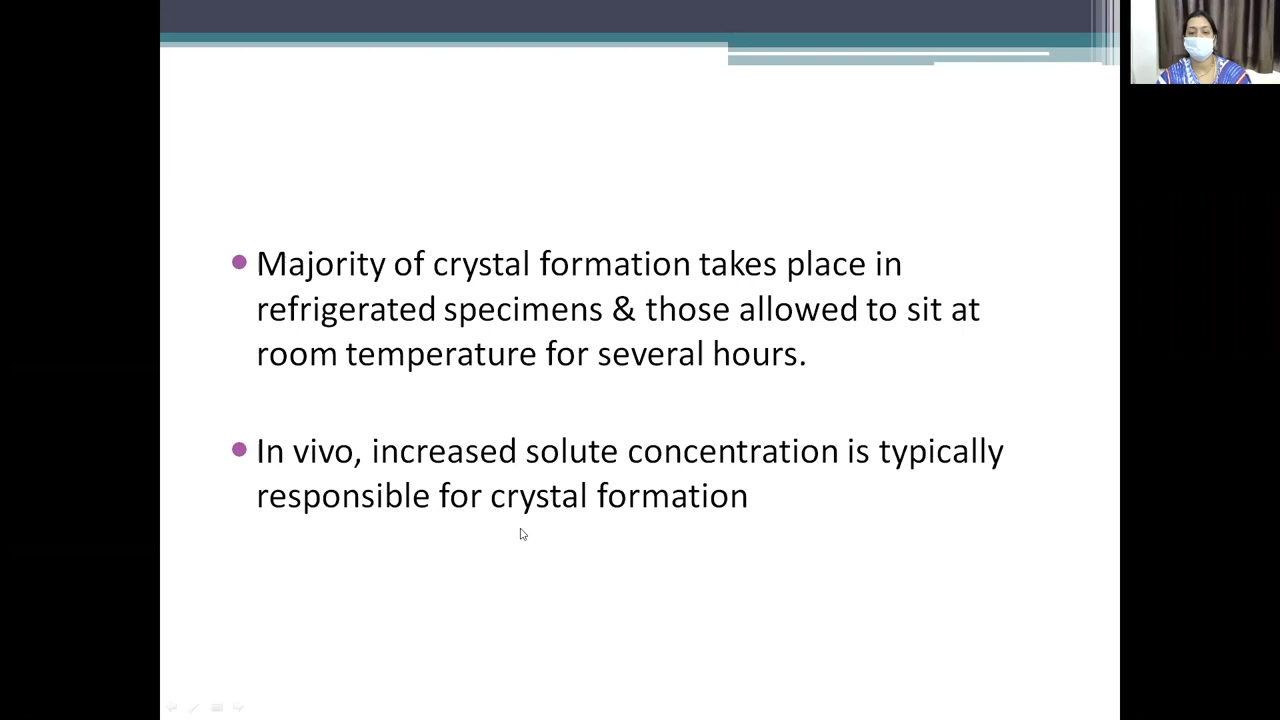 Majority of crystal formation takes place in
refrigerated specimens & those allowed to sit at
room temperature for several hours.
In vivo, increased solute concentration is typically
responsible for crystal formation